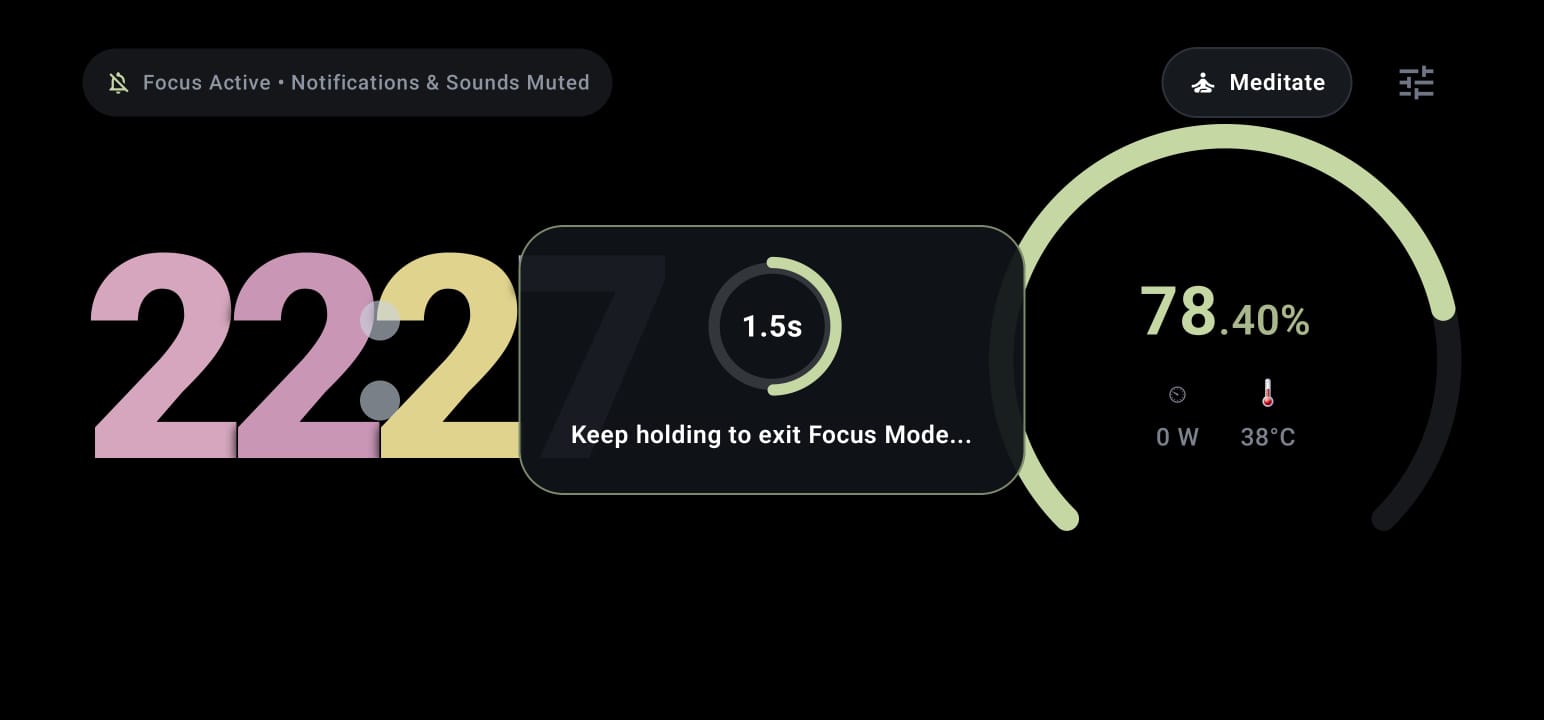 Focus Active • Notifications & Sounds Muted
Meditate
22:27
1.5s
Keep holding to exit Focus Mode...
78.40%
0 W
38°C